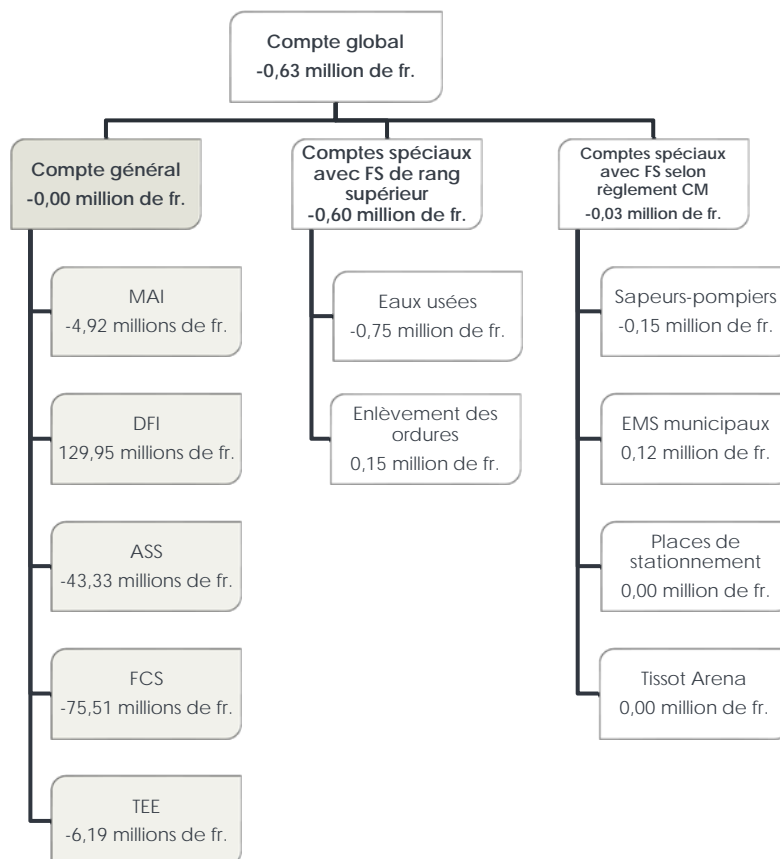 Compte global
-0,63 million de fr.
Compte général
-0,00 million de fr.
MAI
-4,92 millions de fr.
DFI
129,95 millions de fr.
ASS
-43,33 millions de fr.
FCS
-75,51 millions de fr.
TEE
-6,19 millions de fr.
Comptes spéciaux
avec FS de rang
supérieur
-0,60 million de fr.
Eaux usées
-0,75 million de fr.
Enlèvement des
ordures
0,15 million de fr.
Comptes spéciaux
avec FS selon
règlement CM
-0,03 million de fr.
Sapeurs-pompiers
-0,15 million de fr.
EMS municipaux
0,12 million de fr.
Places de
stationnement
0,00 million de fr.
Tissot Arena
0,00 million de fr.